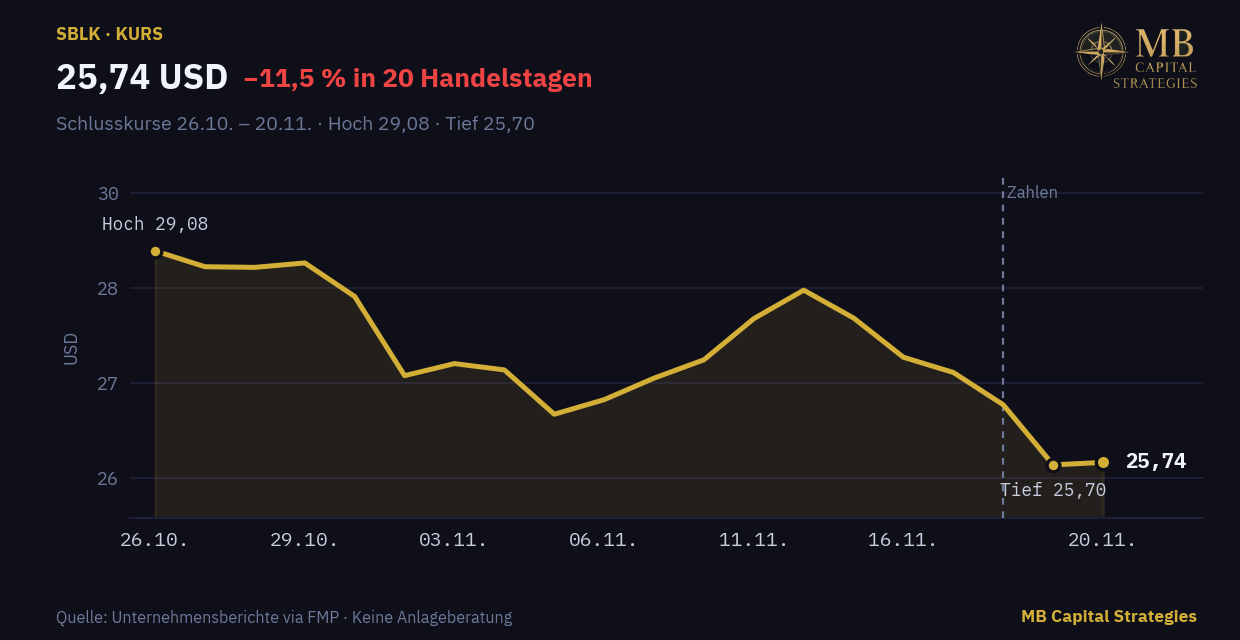 SBLK · KURS
25,74 USD −11,5 % in 20 Handelstagen
Schlusskurse 26.10. – 20.11. · Hoch 29,08 · Tief 25,70
MB
CAPITAL
STRATEGIES
30
Zahlen
Hoch 29,08
28
USD
27
25,74
26
Tief 25,70
26.10. 29.10. 03.11. 06.11. 11.11. 16.11. 20.11.
Quelle: Unternehmensberichte via FMP · Keine Anlageberatung
MB Capital Strategies